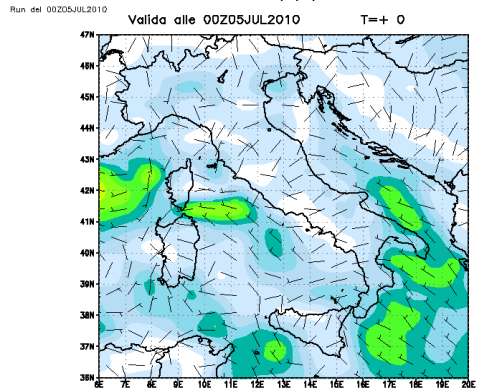 Run del 00Z05JUL2010
Valida alle 00Z05JUL2010 T=+ 0
47N
46N
45N
44N
43N
42N
41N
40N
39N
38N
37N
36N
6E 7E 8E 9E 10E 11E 12E 13E 14E 15E 16E 17E 18E 19E 20E